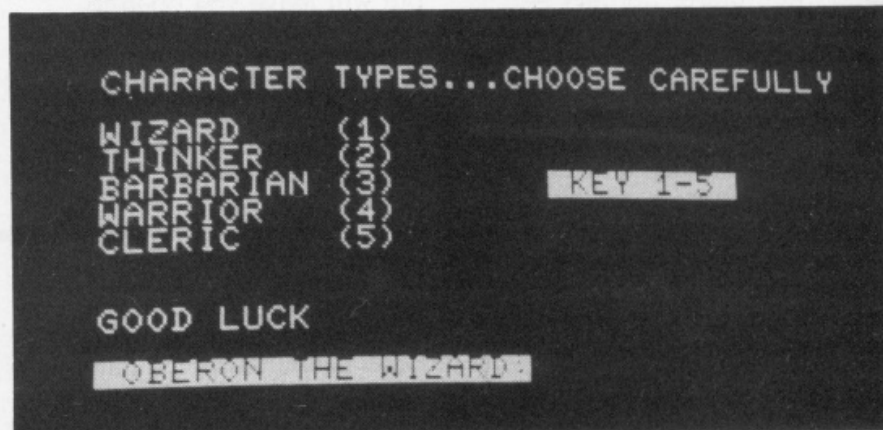 CHARACTER TYPES...CHOOSE CAREFULLY
WIZARD (1)
THINKER (2)
BARBARIAN (3) KEY 1-5
WARRIOR (4)
CLERIC (5)
GOOD LUCK
OBERON THE WIZARD.